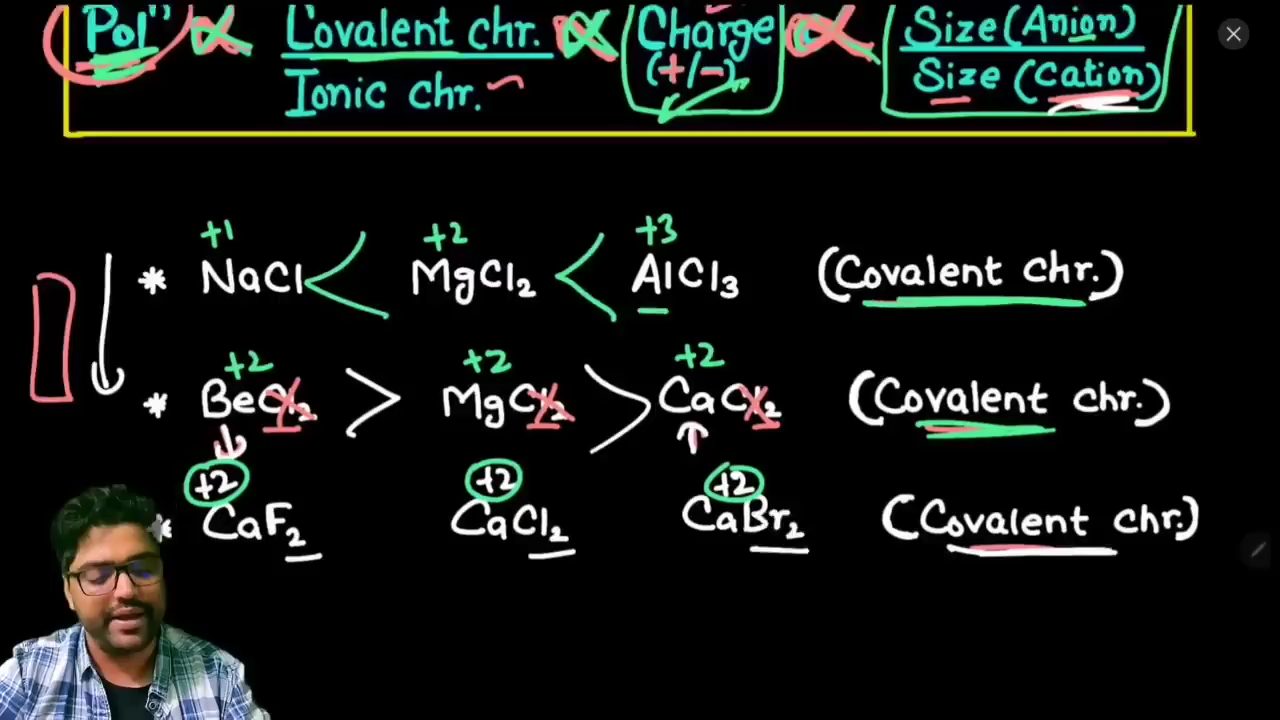 Polⁿ ∝ Covalent chr. / Ionic chr. ∝ Charge (+/-) ∝ Size (Anion) / Size (Cation)
+1 +2 +3
* NaCl < MgCl₂ < AlCl₃ (Covalent chr.)
+2 +2 +2
* BeCl₂ > MgCl₂ > CaCl₂ (Covalent chr.)
+2 +2 +2
* CaF₂ CaCl₂ CaBr₂ (Covalent chr.)